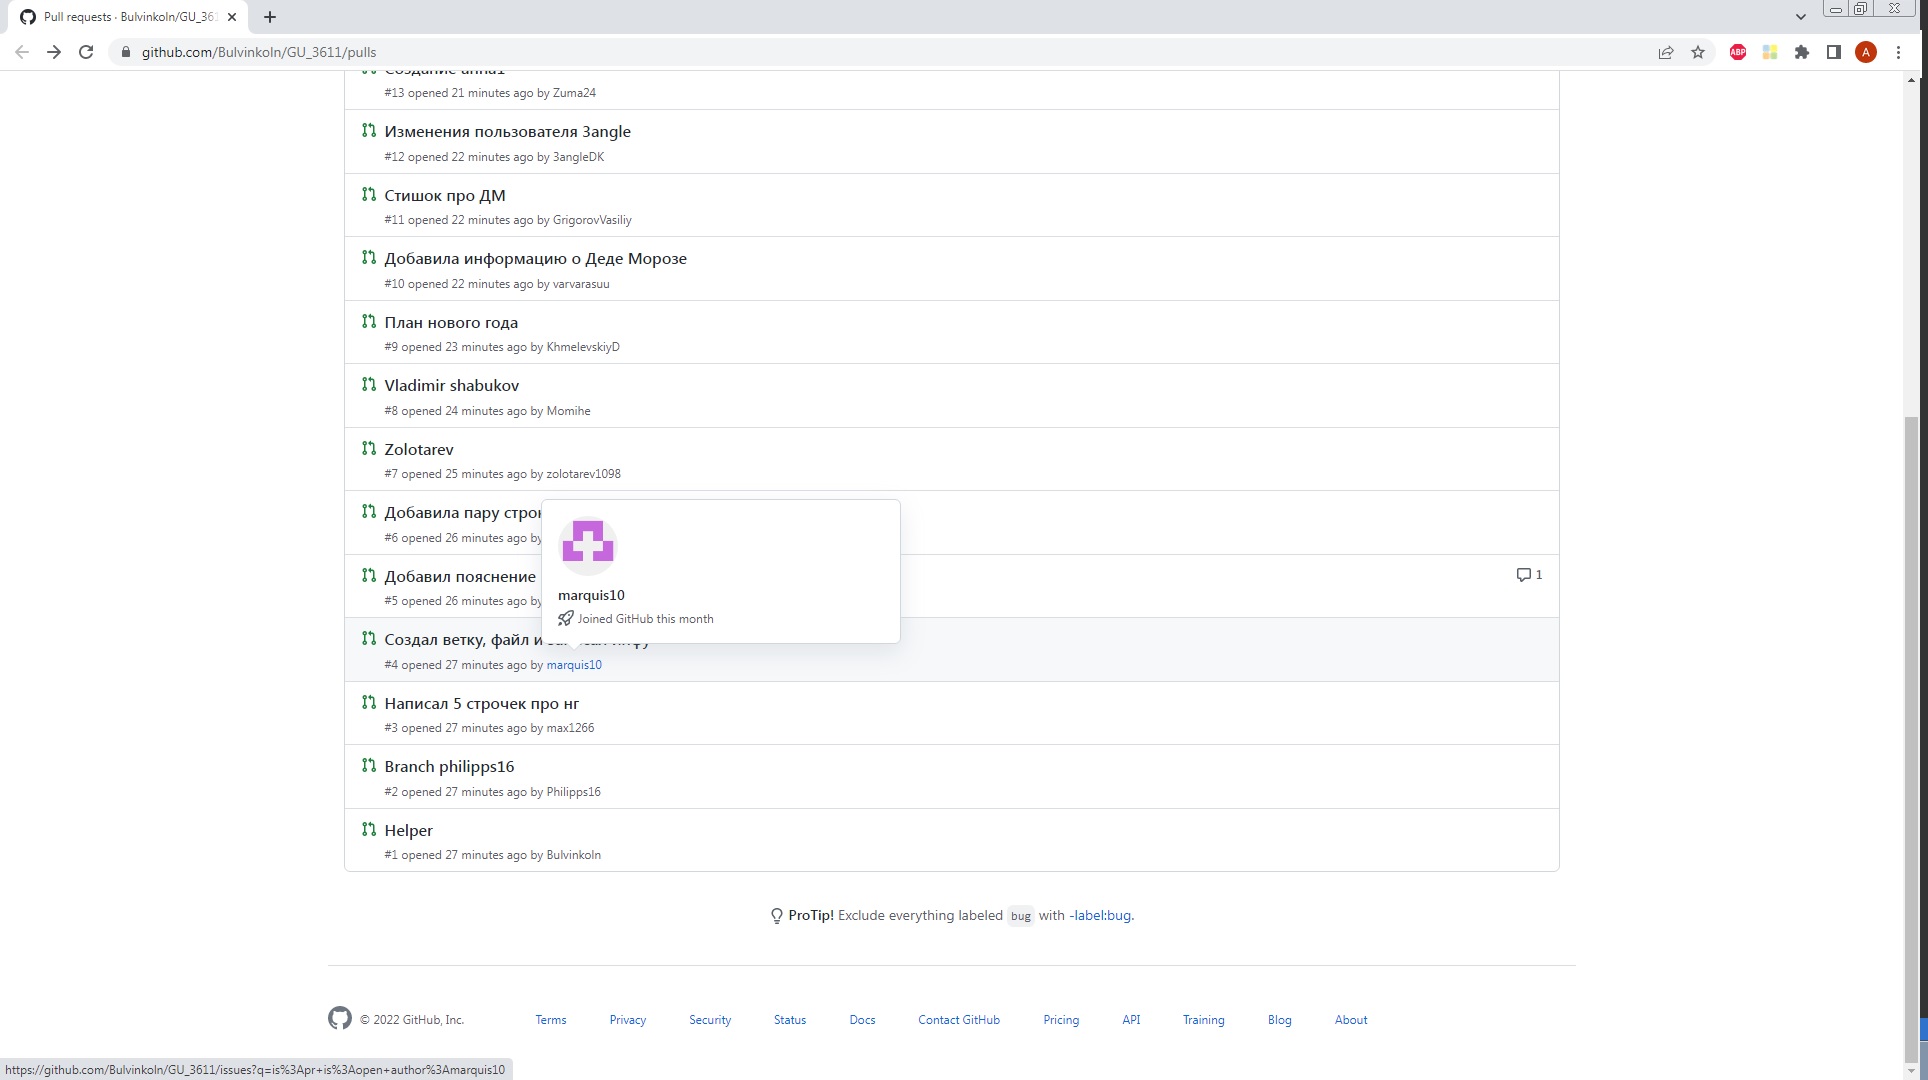 Pull requests · Bulvinkoln/GU_361
github.com/Bulvinkoln/GU_3611/pulls
ABP
A
Создание anna1
#13 opened 21 minutes ago by Zuma24
Изменения пользователя 3angle
#12 opened 22 minutes ago by 3angleDK
Стишок про ДМ
#11 opened 22 minutes ago by GrigorovVasiliy
Добавила информацию о Деде Морозе
#10 opened 22 minutes ago by varvarasuu
План нового года
#9 opened 23 minutes ago by KhmelevskiyD
Vladimir shabukov
#8 opened 24 minutes ago by Momihe
Zolotarev
#7 opened 25 minutes ago by zolotarev1098
Добавила пару строк
#6 opened 26 minutes ago by
Добавил пояснение
1
#5 opened 26 minutes ago by
marquis10
Joined GitHub this month
Создал ветку, файл и
#4 opened 27 minutes ago by marquis10
Написал 5 строчек про нг
#3 opened 27 minutes ago by max1266
Branch philipps16
#2 opened 27 minutes ago by Philipps16
Helper
#1 opened 27 minutes ago by Bulvinkoln
ProTip! Exclude everything labeled bug with -label:bug.
© 2022 GitHub, Inc.
Terms
Privacy
Security
Status
Docs
Contact GitHub
Pricing
API
Training
Blog
About
https://github.com/Bulvinkoln/GU_3611/issues?q=is%3Apr+is%3Aopen+author%3Amarquis10